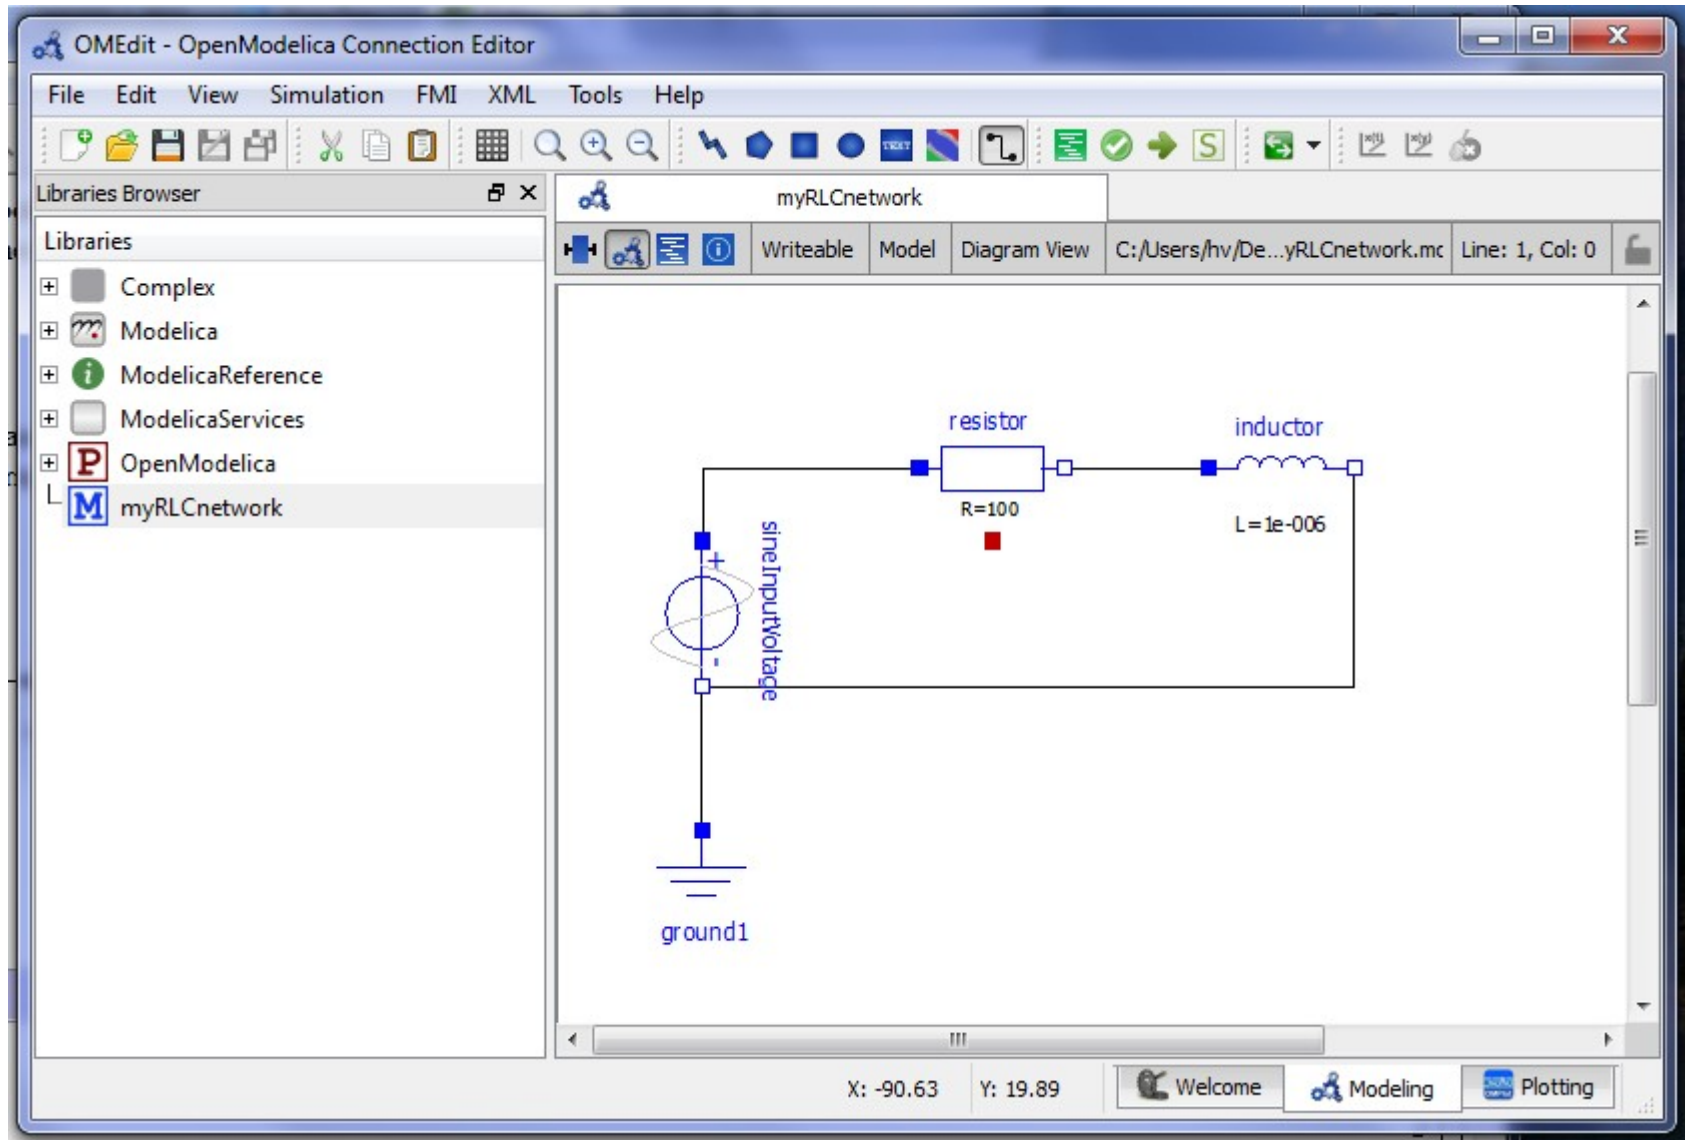 OMEdit - OpenModelica Connection Editor
File Edit View Simulation FMI XML Tools Help
TEXT
S
Libraries Browser
myRLCnetwork
Libraries
Writeable Model Diagram View C:/Users/hv/De...yRLCnetwork.mo Line: 1, Col: 0
Complex
Modelica
ModelicaReference
ModelicaServices
P OpenModelica
M myRLCnetwork
resistor
inductor
R=100
L=1e-006
sineInputVoltage
+
-
ground1
X: -90.63 Y: 19.89 Welcome Modeling Plotting